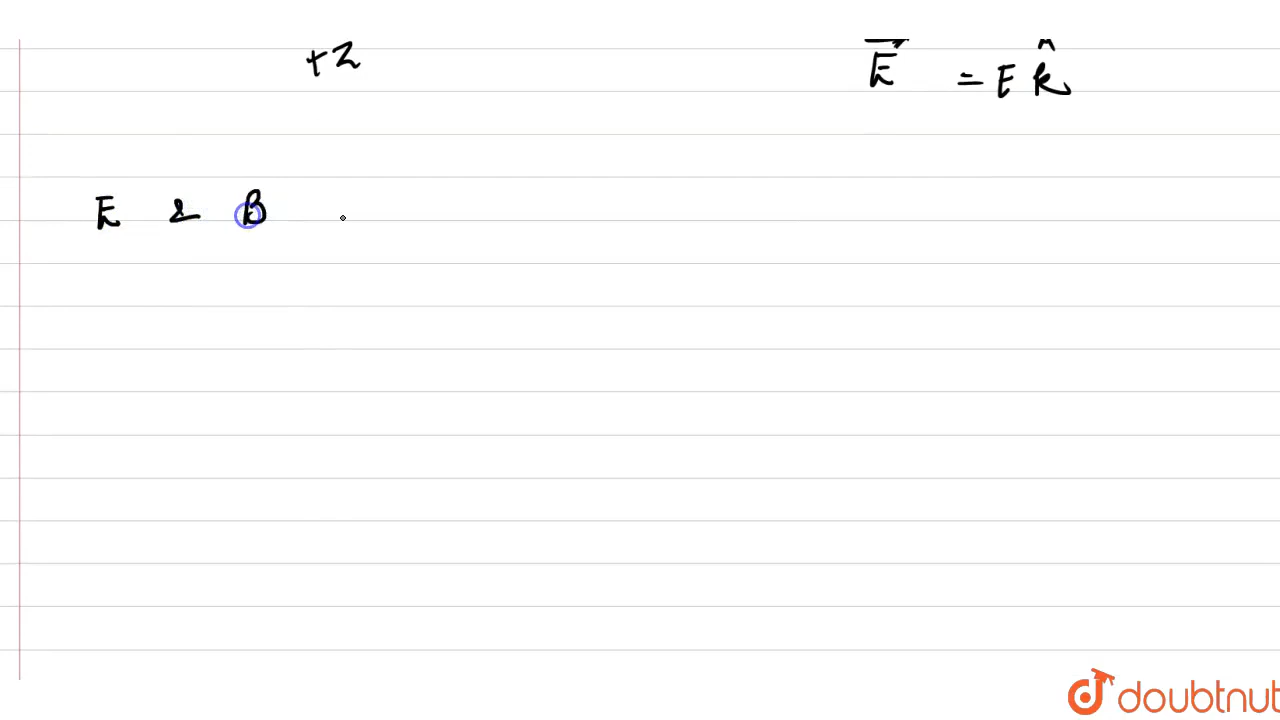 +z
E⃗ = E k̂
E & B .
doubtnut